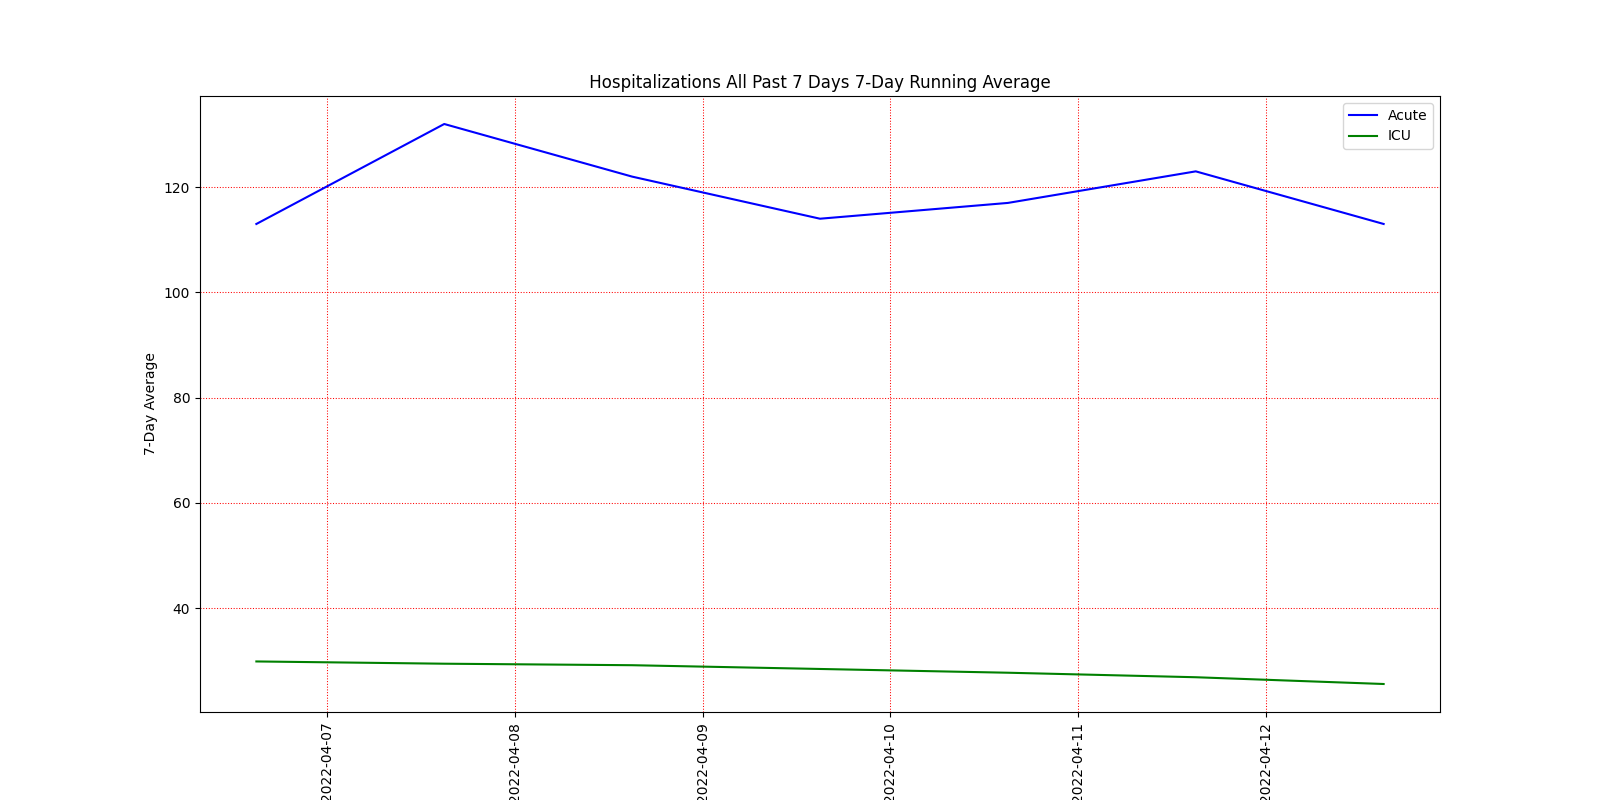 Hospitalizations All Past 7 Days 7-Day Running Average
Acute
ICU
7-Day Average
120
100
80
60
40
2022-04-07
2022-04-08
2022-04-09
2022-04-10
2022-04-11
2022-04-12